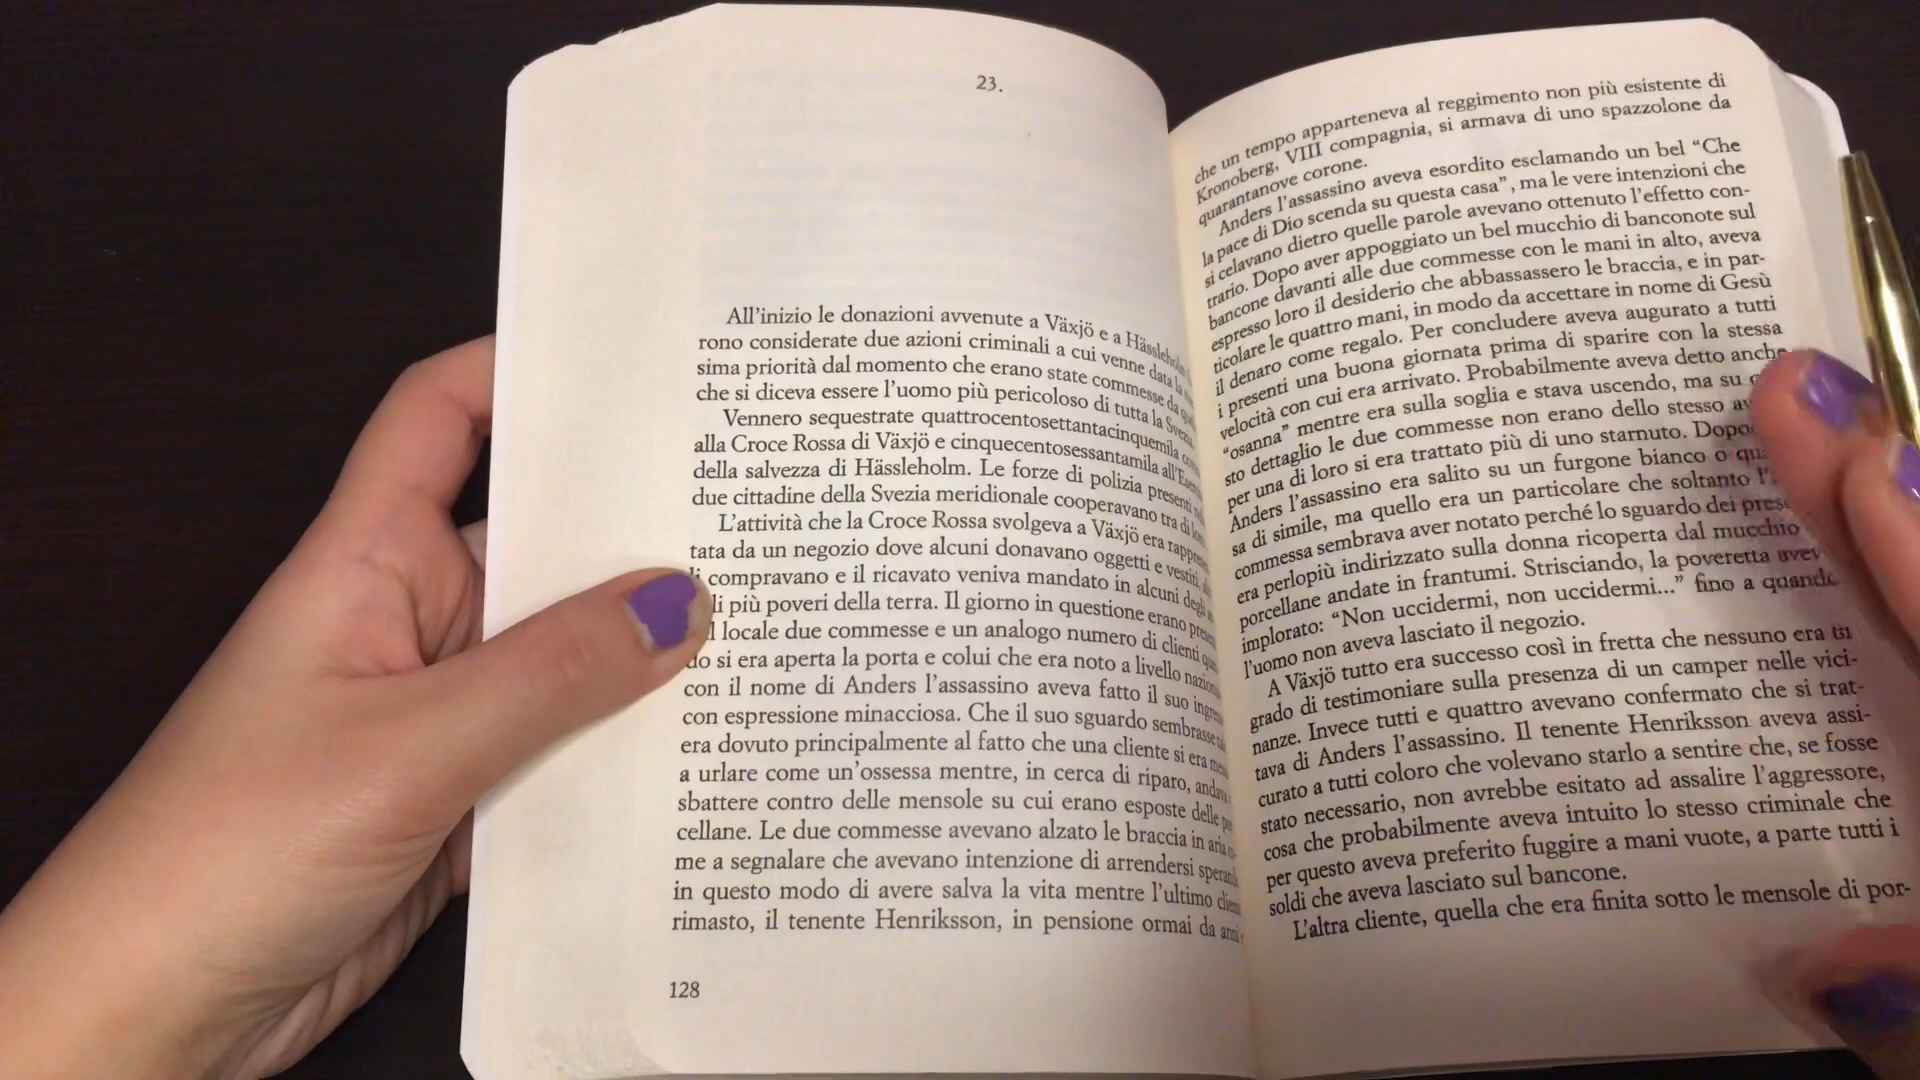 23.
All'inizio le donazioni avvenute a Växjö e a Hässleholm
rono considerate due azioni criminali a cui venne data la
sima priorità dal momento che erano state commesse da
che si diceva essere l'uomo più pericoloso di tutta la Svezia.
Vennero sequestrate quattrocentosettantacinquemila
alla Croce Rossa di Växjö e cinquecentosessantamila
della salvezza di Hässleholm. Le forze di polizia presenti
due cittadine della Svezia meridionale cooperavano tra di
L'attività che la Croce Rossa svolgeva a Växjö era
tata da un negozio dove alcuni donavano oggetti e vestiti,
compravano e il ricavato veniva mandato in alcuni degli
più poveri della terra. Il giorno in questione erano
locale due commesse e un analogo numero di clienti
do si era aperta la porta e colui che era noto a livello
con il nome di Anders l'assassino aveva fatto il suo
con espressione minacciosa. Che il suo sguardo sembrasse
era dovuto principalmente al fatto che una cliente si era
a urlare come un'ossessa mentre, in cerca di riparo,
sbattere contro delle mensole su cui erano esposte delle
cellane. Le due commesse avevano alzato le braccia in aria
me a segnalare che avevano intenzione di arrendersi
in questo modo di avere salva la vita mentre l'ultimo
rimasto, il tenente Henriksson, in pensione ormai da
128
che un tempo apparteneva al reggimento non più esistente di
Kronoberg, VIII compagnia, si armava di uno spazzolone da
quarantanove corone.
Anders l'assassino aveva esordito esclamando un bel “Che
la pace di Dio scenda su questa casa”, ma le vere intenzioni che
si celavano dietro quelle parole avevano ottenuto l'effetto con-
trario. Dopo aver appoggiato un bel mucchio di banconote sul
bancone davanti alle due commesse con le mani in alto, aveva
espresso loro il desiderio che abbassassero le braccia, e in par-
ticolare le quattro mani, in modo da accettare in nome di Gesù
il denaro come regalo. Per concludere aveva augurato a tutti
i presenti una buona giornata prima di sparire con la stessa
velocità con cui era arrivato. Probabilmente aveva detto anche
“osanna” mentre era sulla soglia e stava uscendo, ma su
sto dettaglio le due commesse non erano dello stesso
per una di loro si era trattato più di uno starnuto. Dopo
Anders l'assassino era salito su un furgone bianco o
sa di simile, ma quello era un particolare che soltanto
commessa sembrava aver notato perché lo sguardo dei
era perlopiù indirizzato sulla donna ricoperta dal mucchio
porcellane andate in frantumi. Strisciando, la poveretta
implorato: “Non uccidermi, non uccidermi...” fino a quando
l'uomo non aveva lasciato il negozio.
A Växjö tutto era successo così in fretta che nessuno era in
grado di testimoniare sulla presenza di un camper nelle vici-
nanze. Invece tutti e quattro avevano confermato che si trat-
tava di Anders l'assassino. Il tenente Henriksson aveva assi-
curato a tutti coloro che volevano starlo a sentire che, se fosse
stato necessario, non avrebbe esitato ad assalire l'aggressore,
cosa che probabilmente aveva intuito lo stesso criminale che
per questo aveva preferito fuggire a mani vuote, a parte tutti i
soldi che aveva lasciato sul bancone.
L'altra cliente, quella che era finita sotto le mensole di por-